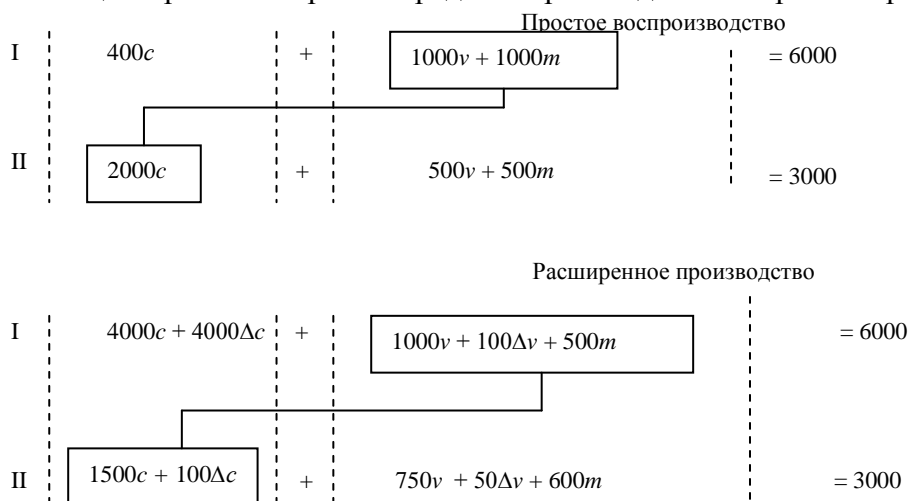 Простое воспроизводство
I 400c + 1000v + 1000m = 6000
II 2000c + 500v + 500m = 3000
Расширенное производство
I 4000c + 4000Δc + 1000v + 100Δv + 500m = 6000
II 1500c + 100Δc + 750v + 50Δv + 600m = 3000